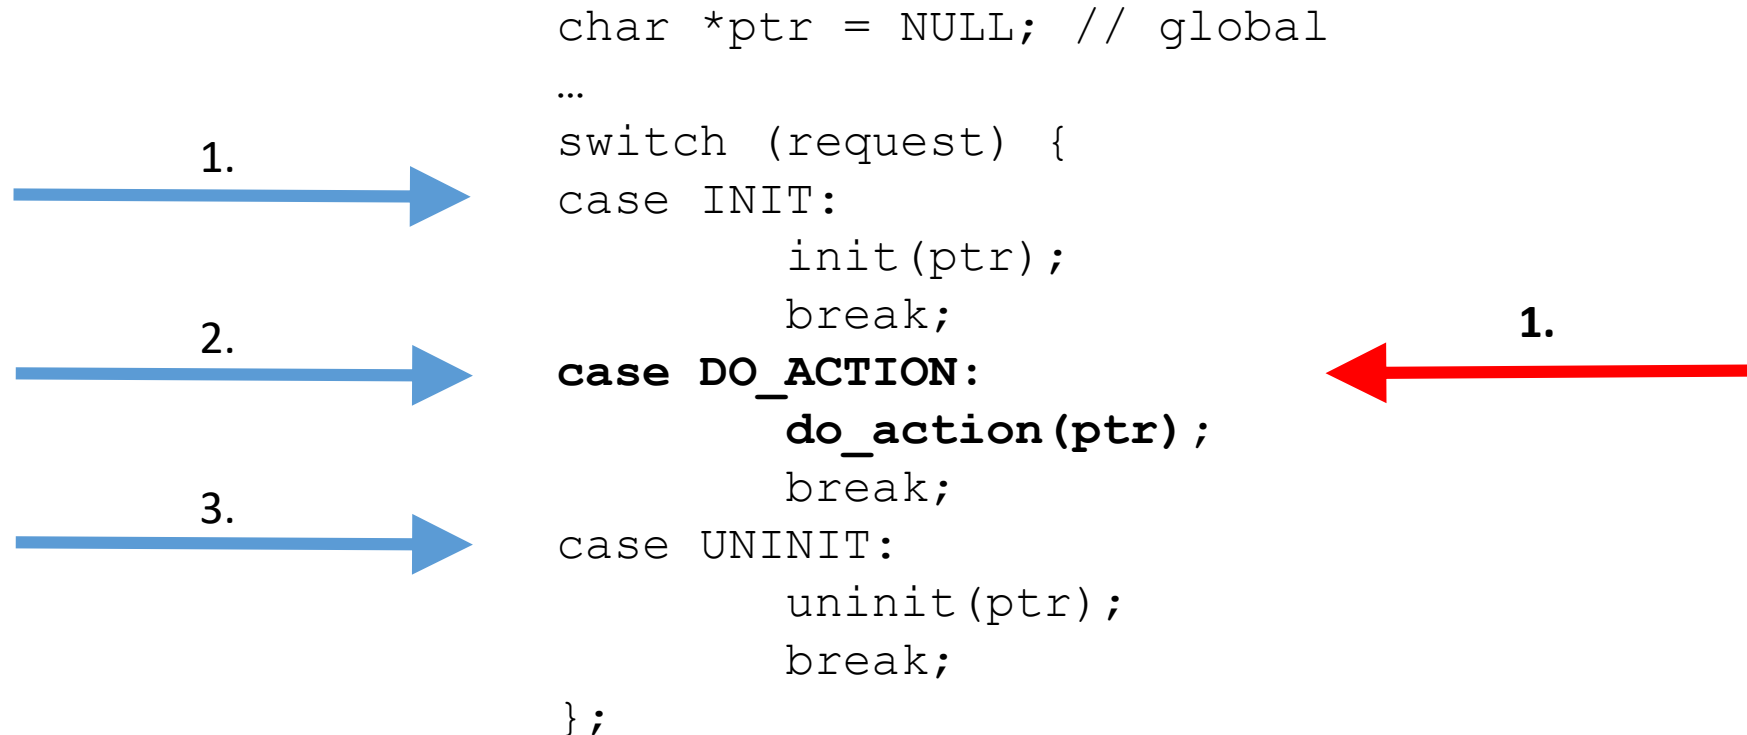 char *ptr = NULL; // global
…
switch (request) {
1.
case INIT:
init(ptr);
break;
2.
1.
case DO_ACTION:
do_action(ptr);
break;
3.
case UNINIT:
uninit(ptr);
break;
};